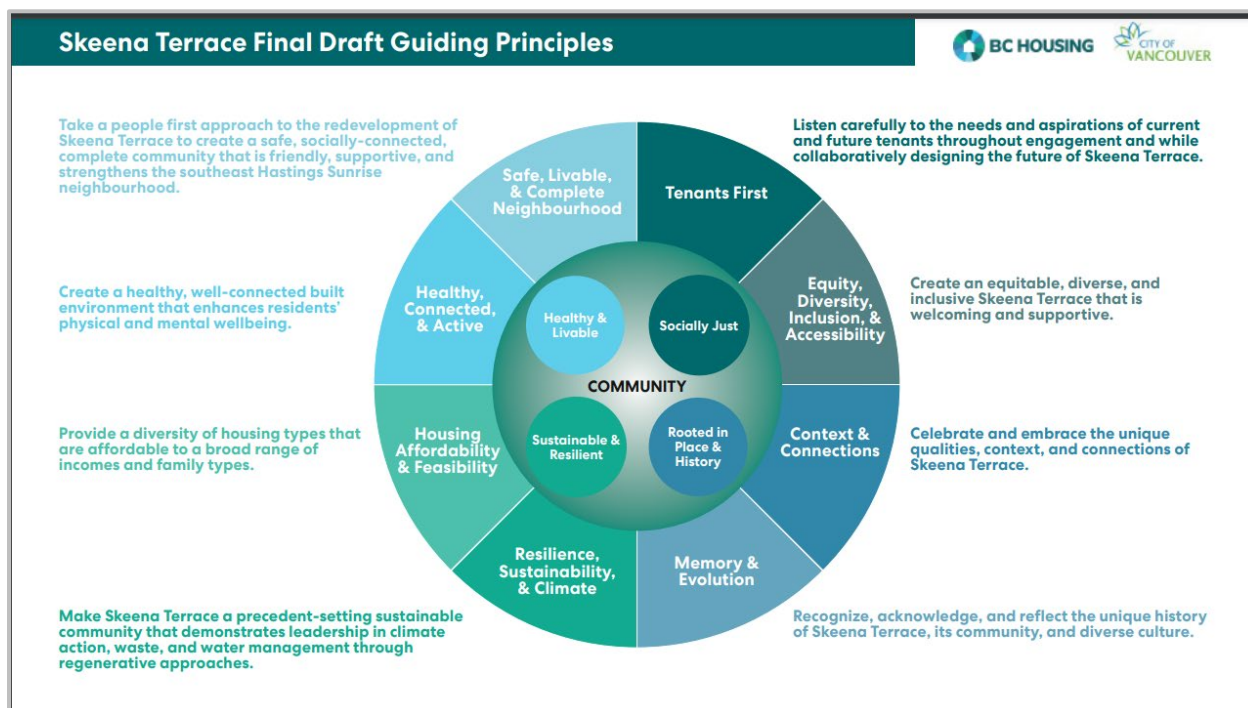 Skeena Terrace Final Draft Guiding Principles
BC HOUSING
CITY OF
VANCOUVER
Take a people first approach to the redevelopment of
Skeena Terrace to create a safe, socially-connected,
complete community that is friendly, supportive, and
strengthens the southeast Hastings Sunrise
neighbourhood.
Safe, Livable,
& Complete
Neighbourhood
Tenants First
Listen carefully to the needs and aspirations of current
and future tenants throughout engagement and while
collaboratively designing the future of Skeena Terrace.
Create a healthy, well-connected built
environment that enhances residents'
physical and mental wellbeing.
Healthy,
Connected,
& Active
Healthy &
Livable
Socially Just
Equity,
Diversity,
Inclusion, &
Accessibility
Create an equitable, diverse, and
inclusive Skeena Terrace that is
welcoming and supportive.
COMMUNITY
Provide a diversity of housing types that
are affordable to a broad range of
incomes and family types.
Housing
Affordability
& Feasibility
Sustainable &
Resilient
Rooted in
Place &
History
Context &
Connections
Celebrate and embrace the unique
qualities, context, and connections of
Skeena Terrace.
Resilience,
Sustainability,
& Climate
Memory &
Evolution
Make Skeena Terrace a precedent-setting sustainable
community that demonstrates leadership in climate
action, waste, and water management through
regenerative approaches.
Recognize, acknowledge, and reflect the unique history
of Skeena Terrace, its community, and diverse culture.